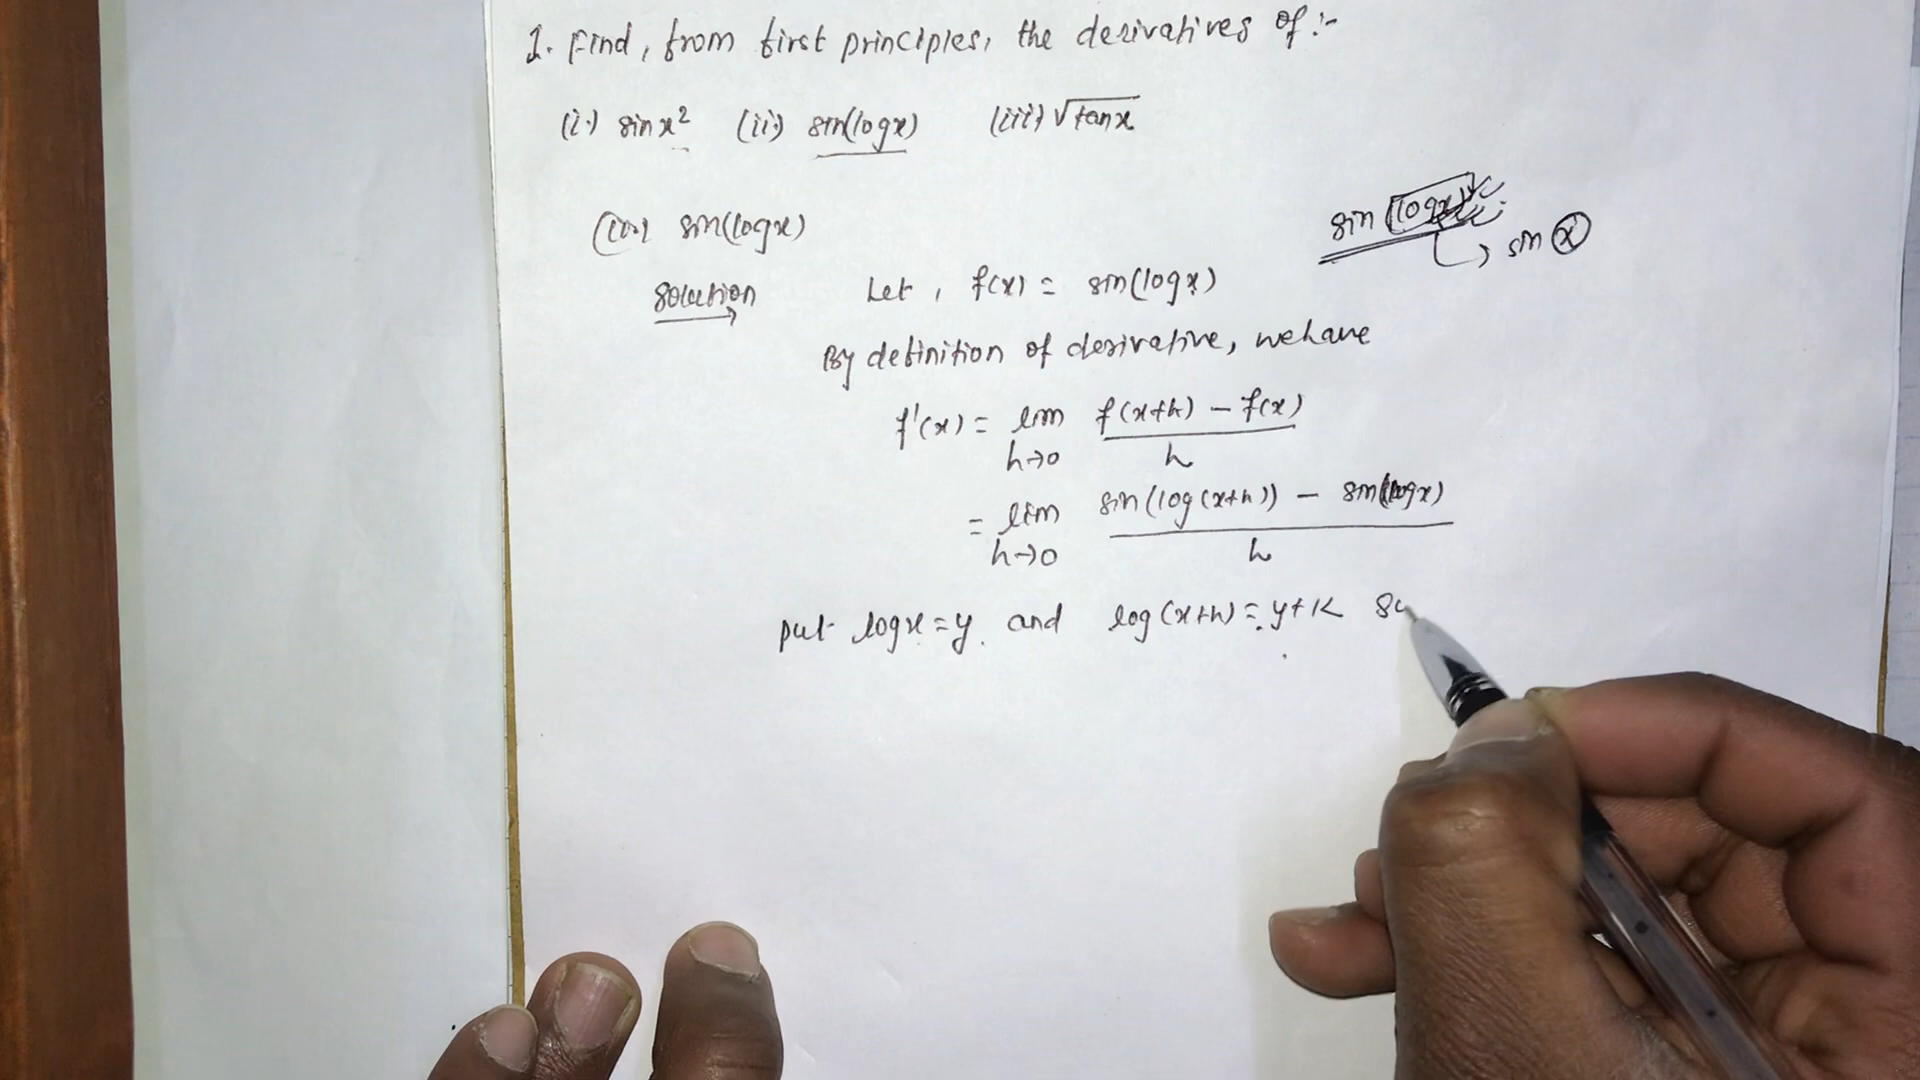 1. Find, from first principles, the derivatives of :-
(i.) sin x² (ii) sin(log x) (iii) √tan x
sin (log x)
→ sin x
sin(log x)
Solution Let, f(x) = sin(log x)
By definition of derivative, we have
f'(x) = lim h→0 f(x+h) - f(x) / h
= lim h→0 sin(log(x+h)) - sin(log x) / h
put log x = y and log(x+h) = y+k